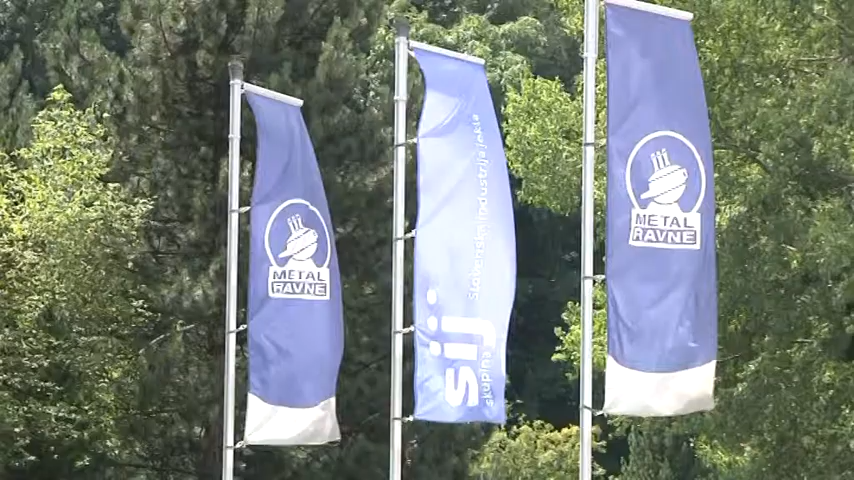 METAL
RAVNE
slovenska industrija jekla
sij
skupina
METAL
RAVNE